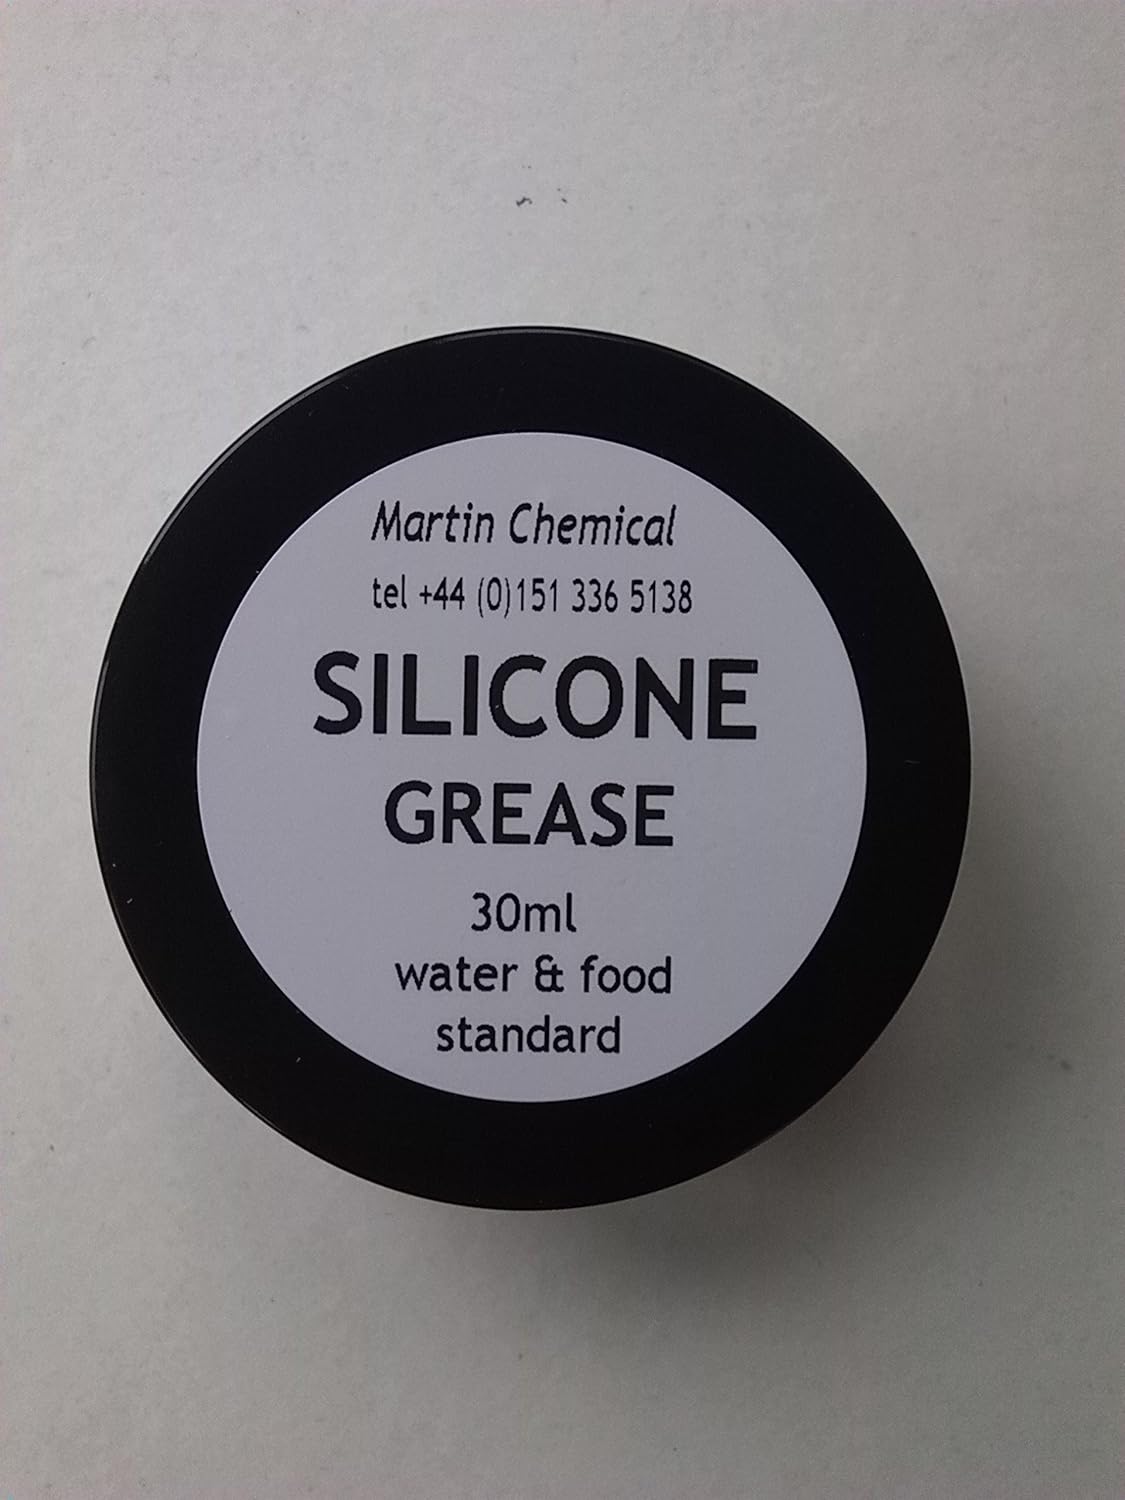 Martin Chemical
tel +44 (0)151 336 5138
SILICONE
GREASE
30ml
water & food
standard